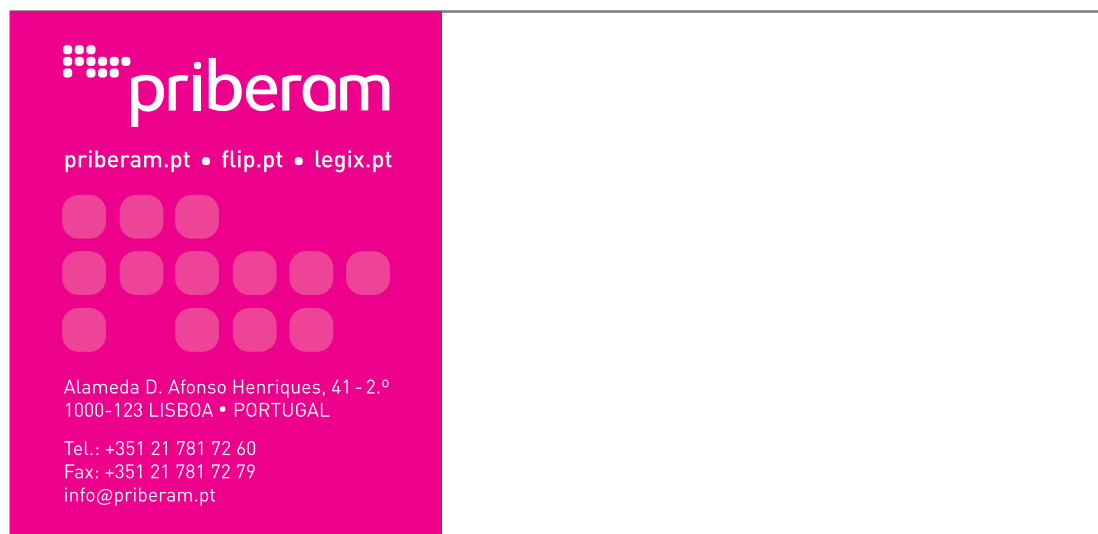 priberam
priberam.pt • flip.pt • legix.pt
Alameda D. Afonso Henriques, 41 - 2.º
1000-123 LISBOA • PORTUGAL
Tel.: +351 21 781 72 60
Fax: +351 21 781 72 79
info@priberam.pt